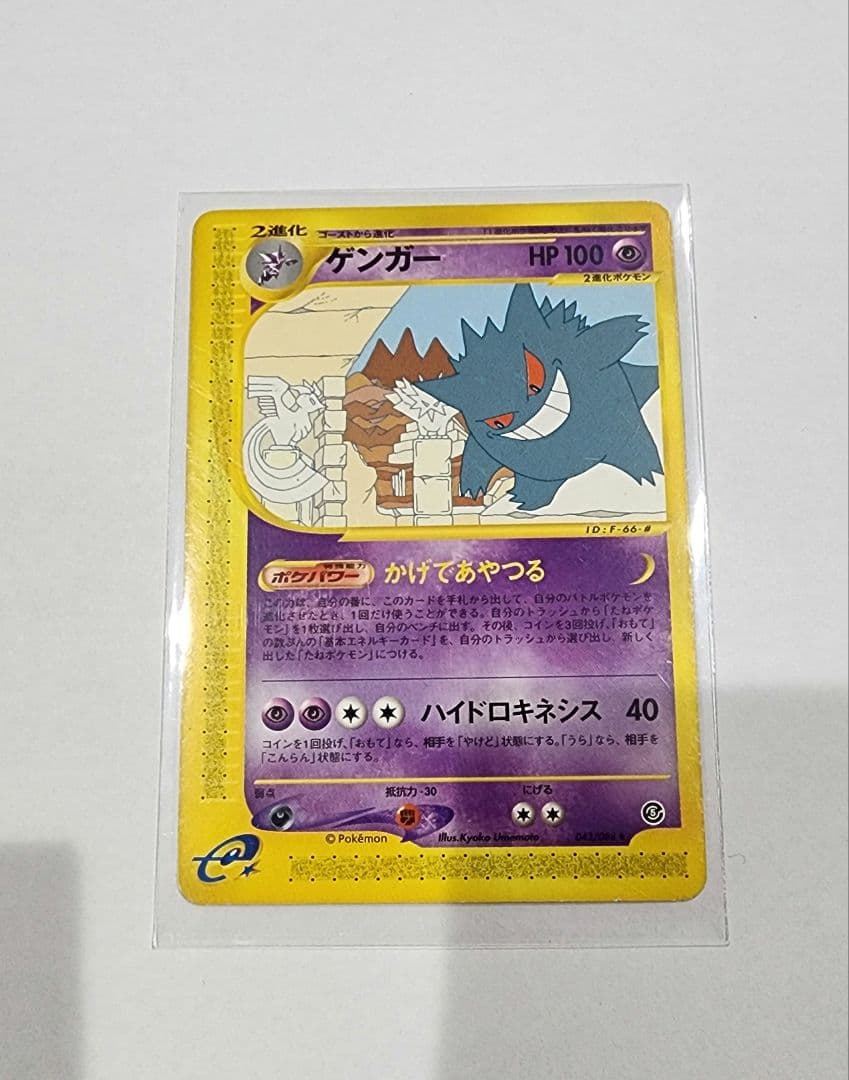 2進化
ゴーストから進化
ゲンガー HP 100
2進化ポケモン
ID:F-66-#
特殊能力
ポケパワー かげであやつる
この力は、自分の番に、このカードを手札から出して、自分のバトルポケモンを
進化させたとき、1回だけ使うことができる。自分のトラッシュから「たねポケ
モン」を1枚選び出し、自分のベンチに出す。その後、コインを3回投げ、「おもて」
の数ぶんの「基本エネルギーカード」を、自分のトラッシュから選び出し、新しく
出した「たねポケモン」につける。
ハイドロキネシス 40
コインを1回投げ、「おもて」なら、相手を「やけど」状態にする。「うら」なら、相手を
「こんらん」状態にする。
弱点 抵抗力 -30 にげる
© Pokémon Illus.Kyoko Umemoto
e